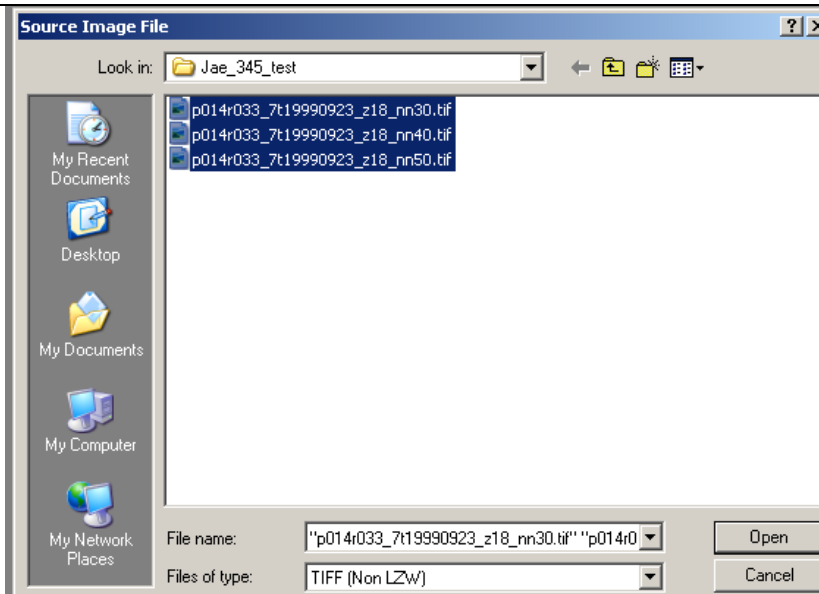 Source Image File
Look in:
Jae_345_test
p014r033_7t19990923_z18_nn30.tif
p014r033_7t19990923_z18_nn40.tif
p014r033_7t19990923_z18_nn50.tif
My Recent
Documents
Desktop
My Documents
My Computer
My Network
Places
File name:
"p014r033_7t19990923_z18_nn30.tif" "p014r0
Open
Files of type:
TIFF (Non LZW)
Cancel